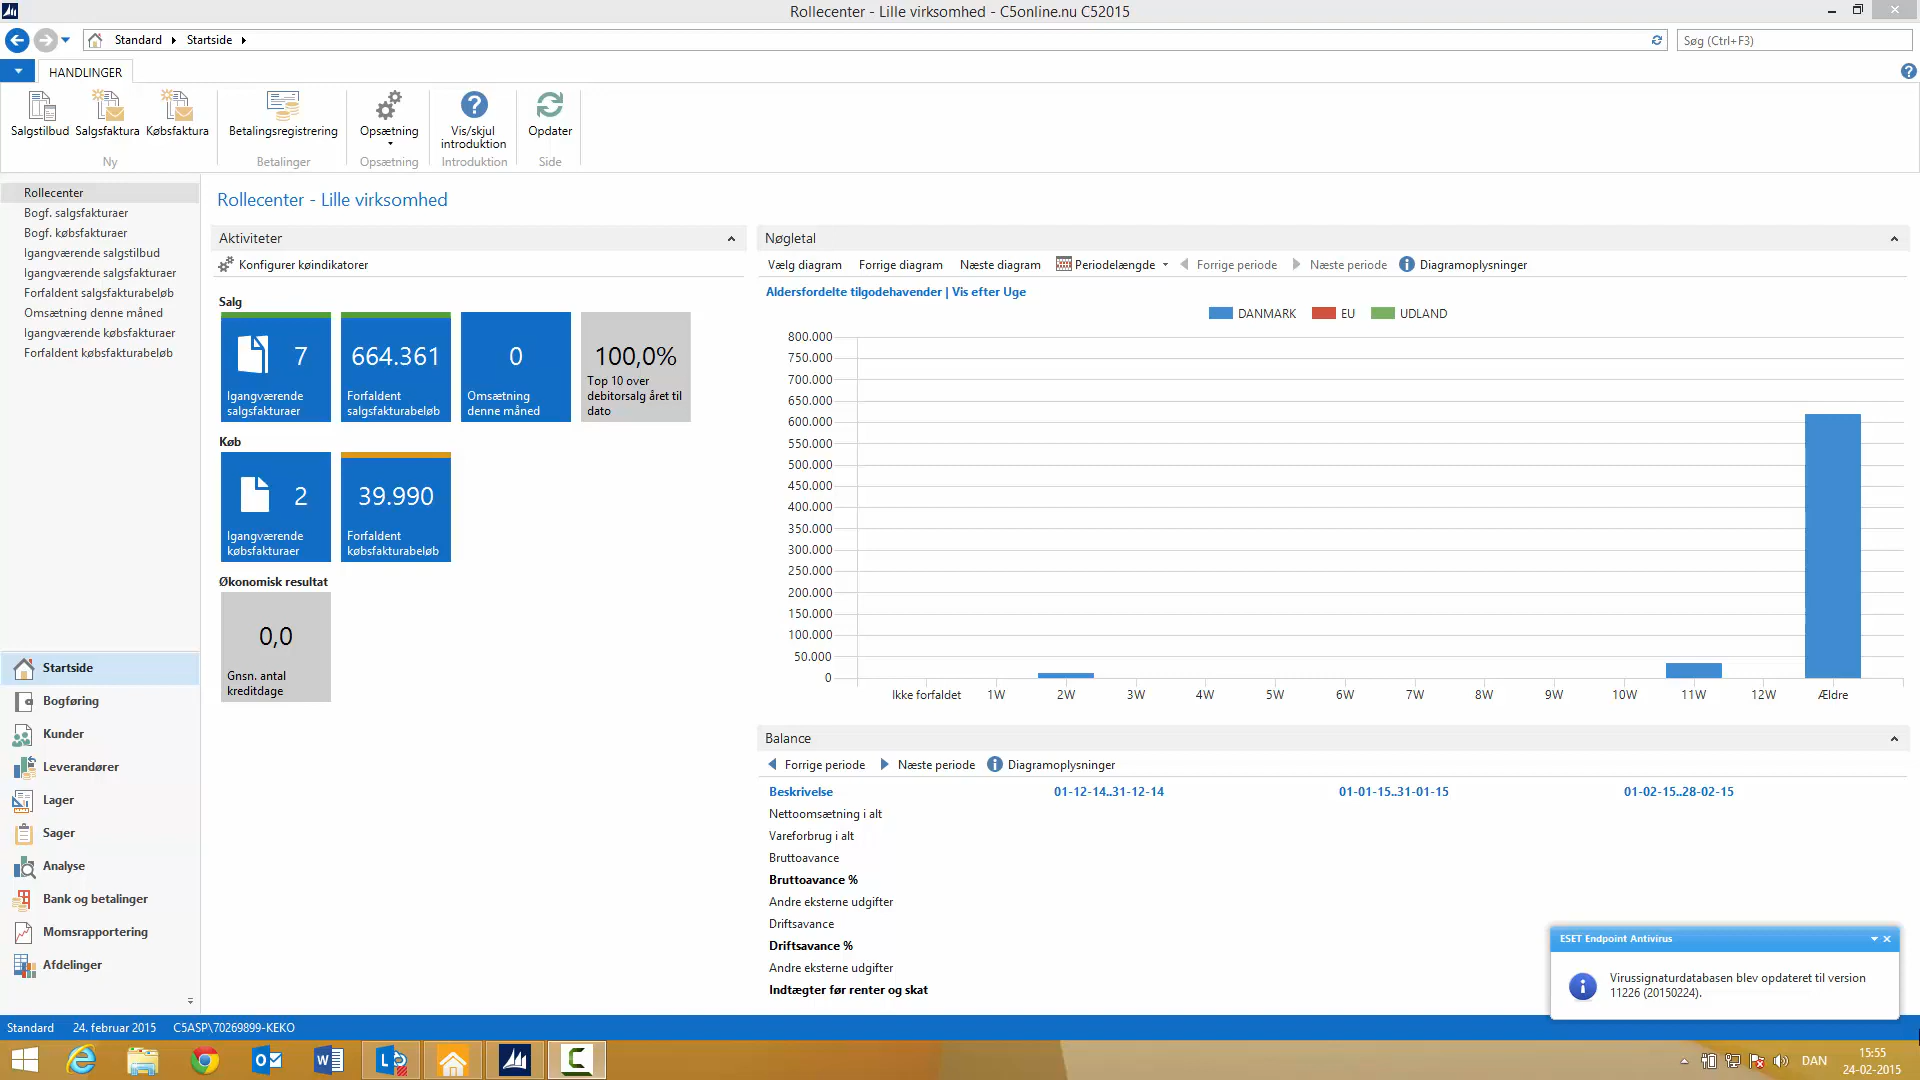 Rollecenter - Lille virksomhed - C5online.nu C52015
Standard
Startside
Søg (Ctrl+F3)
HANDLINGER
Salgstilbud
Salgsfaktura
Købsfaktura
Betalingsregistrering
Opsætning
Vis/skjul introduktion
Opdater
Ny
Betalinger
Opsætning
Introduktion
Side
Rollecenter
Bogf. salgsfakturaer
Bogf. købsfakturaer
Igangværende salgstilbud
Igangværende salgsfakturaer
Forfaldent salgsfakturabeløb
Omsætning denne måned
Igangværende købsfakturaer
Forfaldent købsfakturabeløb
Startside
Bogføring
Kunder
Leverandører
Lager
Sager
Analyse
Bank og betalinger
Momsrapportering
Afdelinger
Rollecenter - Lille virksomhed
Aktiviteter
Konfigurer køindikatorer
Salg
7
Igangværende
salgsfakturaer
664.361
Forfaldent
salgsfakturabeløb
0
Omsætning
denne måned
100,0%
Top 10 over
debitorsalg året til
dato
Køb
2
Igangværende
købsfakturaer
39.990
Forfaldent
købsfakturabeløb
Økonomisk resultat
0,0
Gnsn. antal
kreditdage
Nøgletal
Vælg diagram
Forrige diagram
Næste diagram
Periodelængde
Forrige periode
Næste periode
Diagramoplysninger
Aldersfordelte tilgodehavender | Vis efter Uge
DANMARK
EU
UDLAND
800.000
750.000
700.000
650.000
600.000
550.000
500.000
450.000
400.000
350.000
300.000
250.000
200.000
150.000
100.000
50.000
0
Ikke forfaldet
1W
2W
3W
4W
5W
6W
7W
8W
9W
10W
11W
12W
Ældre
Balance
Forrige periode
Næste periode
Diagramoplysninger
Beskrivelse
01-12-14..31-12-14
01-01-15..31-01-15
01-02-15..28-02-15
Nettoomsætning i alt
Vareforbrug i alt
Bruttoavance
Bruttoavance %
Andre eksterne udgifter
Driftsavance
Driftsavance %
Andre eksterne udgifter
Indtægter før renter og skat
ESET Endpoint Antivirus
Virussignaturdatabasen blev opdateret til version
11226 (20150224).
Standard
24. februar 2015
C5ASP\70269899-KEKO
DAN
15:55
24-02-2015